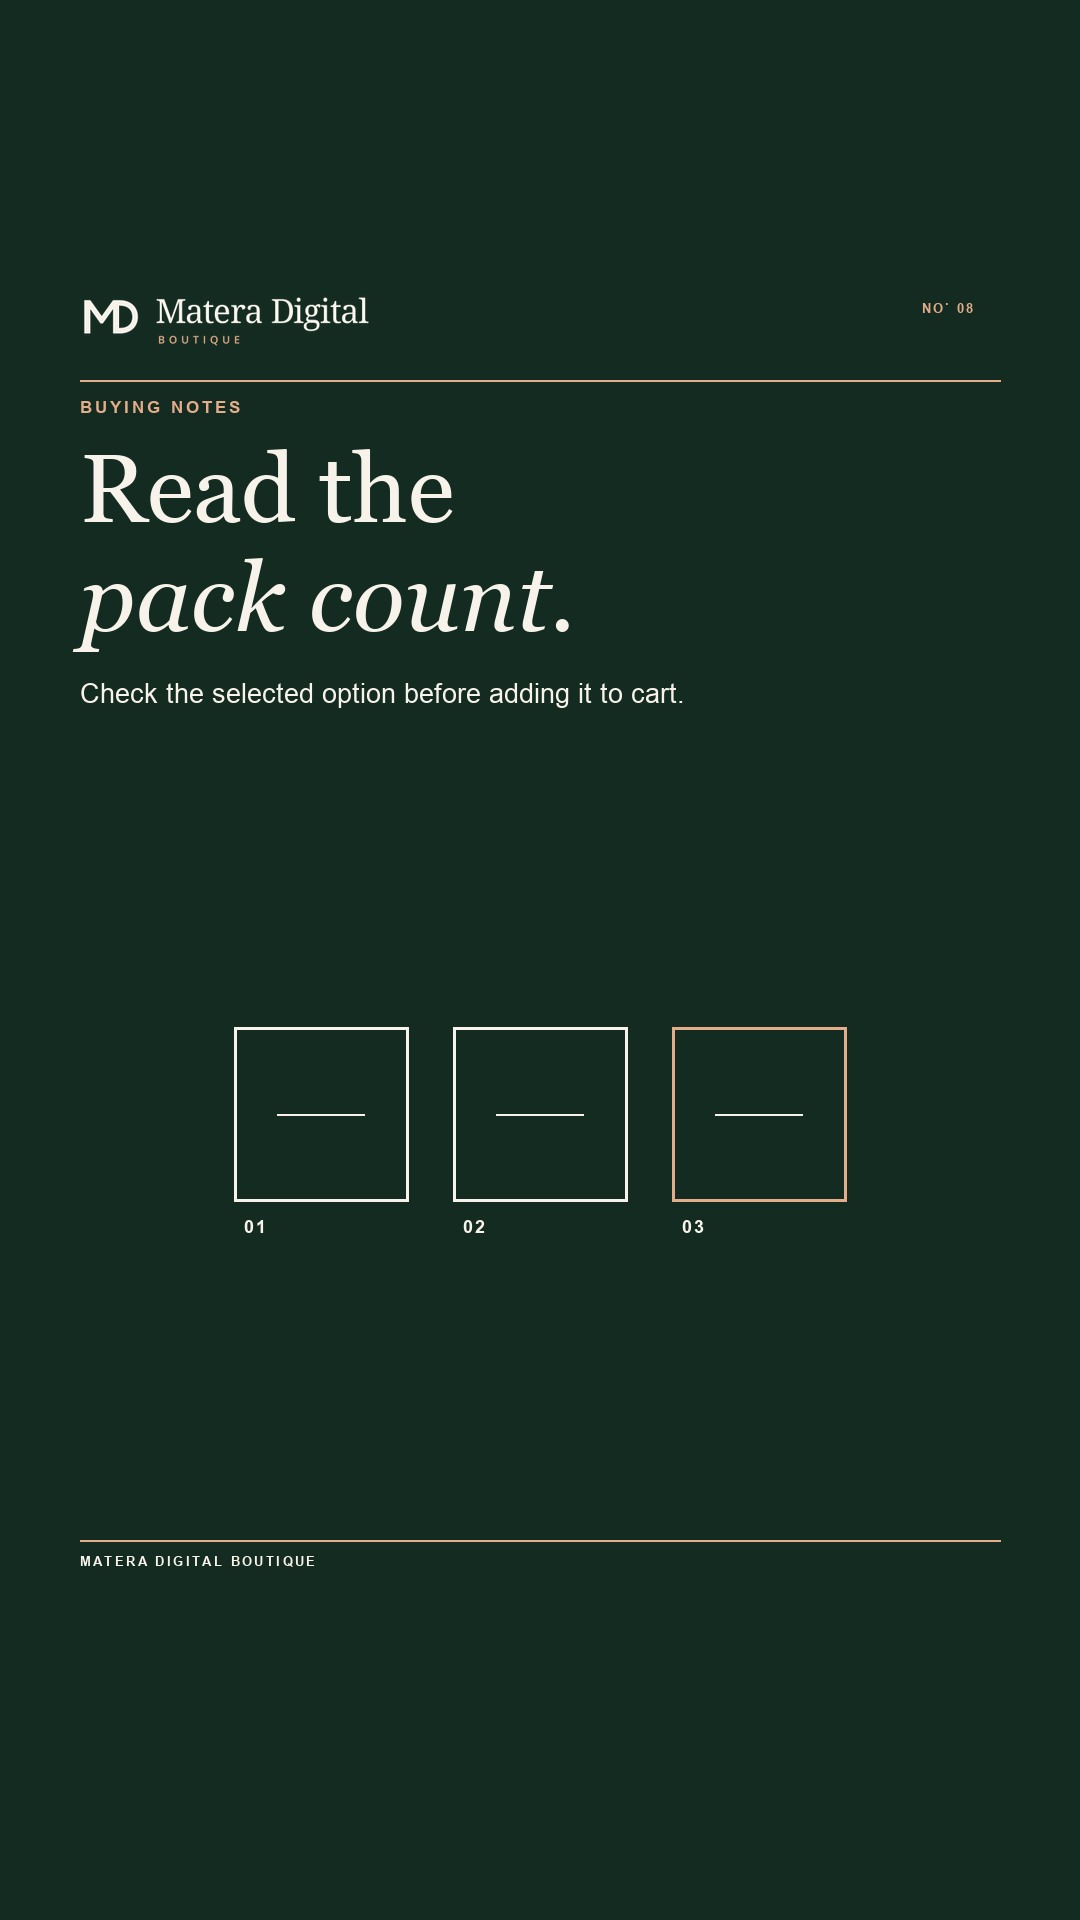 MD Matera Digital
BOUTIQUE
NO˙ 08
BUYING NOTES
Read the
pack count.
Check the selected option before adding it to cart.
01 02 03
MATERA DIGITAL BOUTIQUE